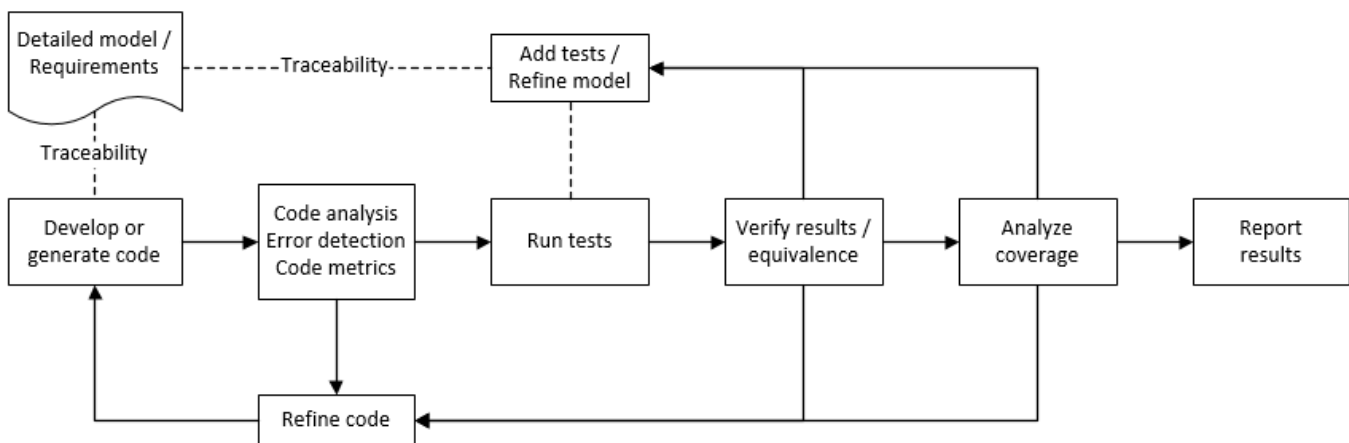 Detailed model /
Requirements
Traceability
Add tests /
Refine model
Traceability
Develop or
generate code
Code analysis
Error detection
Code metrics
Run tests
Verify results /
equivalence
Analyze
coverage
Report
results
Refine code